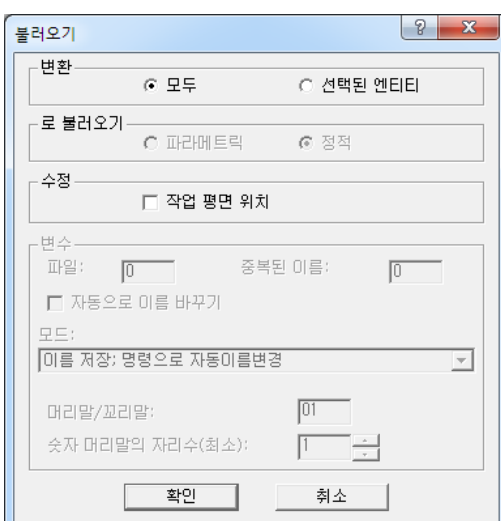 불러오기
변환
모두 선택된 엔티티
로 불러오기
파라메트릭 정적
수정
작업 평면 위치
변수
파일: 0 중복된 이름: 0
자동으로 이름 바꾸기
모드:
이름 저장; 명령으로 자동이름변경
머리말/꼬리말: 01
숫자 머리말의 자리수(최소): 1
확인 취소